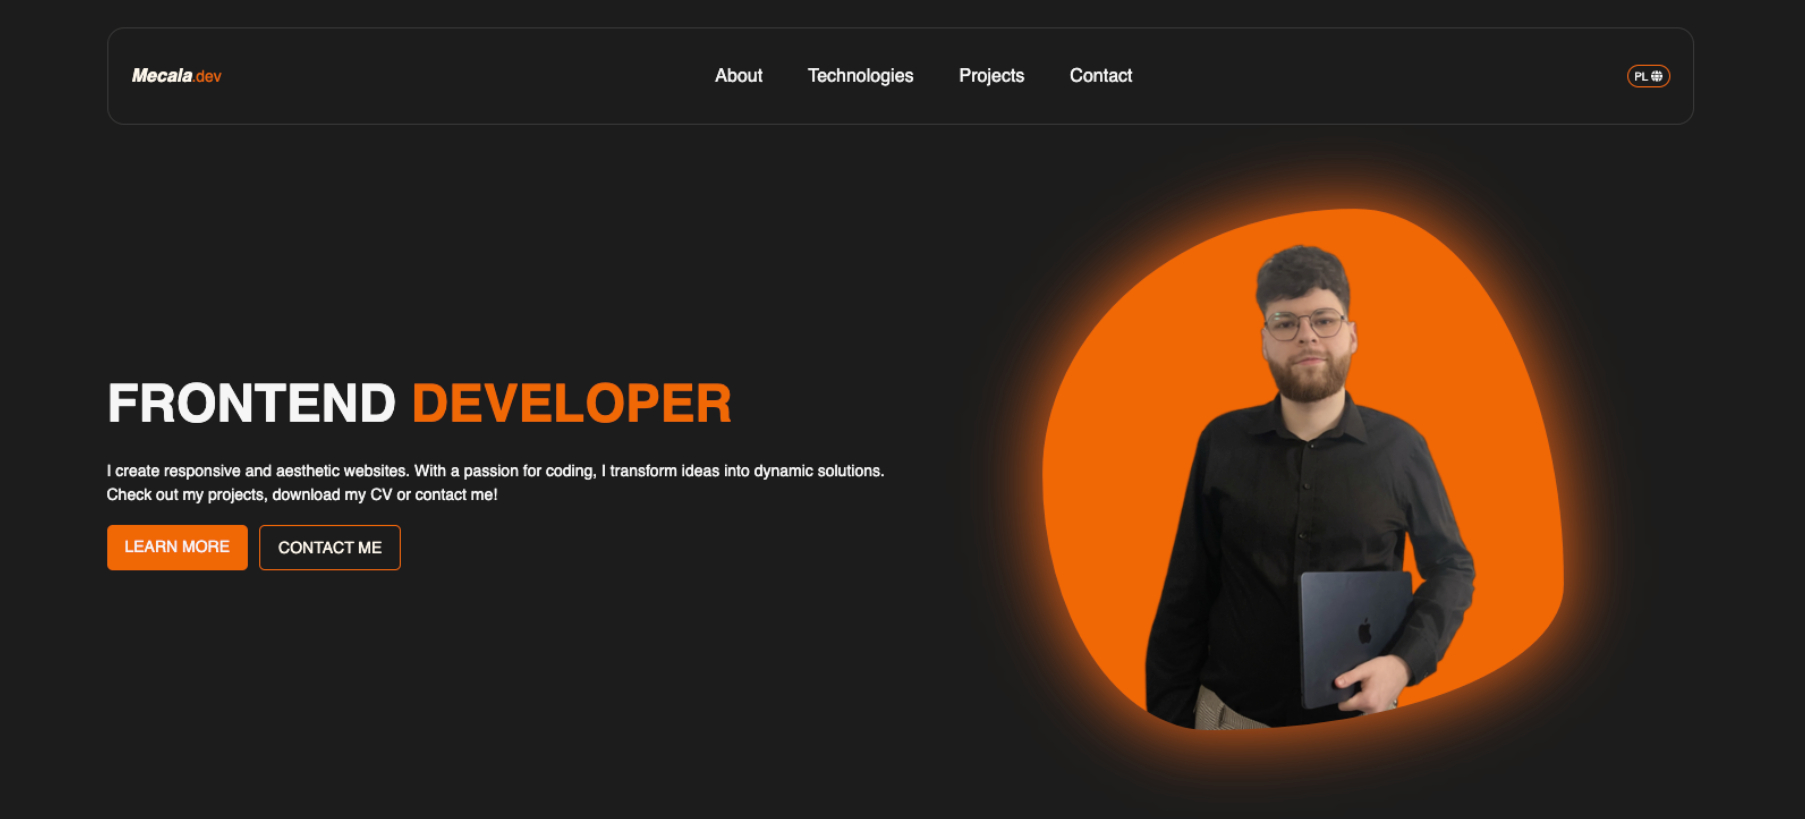 Mecala.dev
About Technologies Projects Contact
PL
FRONTEND DEVELOPER
I create responsive and aesthetic websites. With a passion for coding, I transform ideas into dynamic solutions.
Check out my projects, download my CV or contact me!
LEARN MORE CONTACT ME